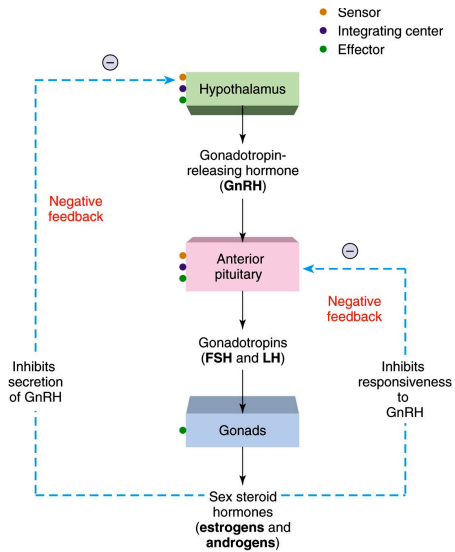 Sensor
Integrating center
Effector
−
Hypothalamus
Gonadotropin-
releasing hormone
(GnRH)
Negative
feedback
−
Anterior
pituitary
Negative
feedback
Gonadotropins
(FSH and LH)
Inhibits
secretion
of GnRH
Inhibits
responsiveness
to
GnRH
Gonads
Sex steroid
hormones
(estrogens and
androgens)